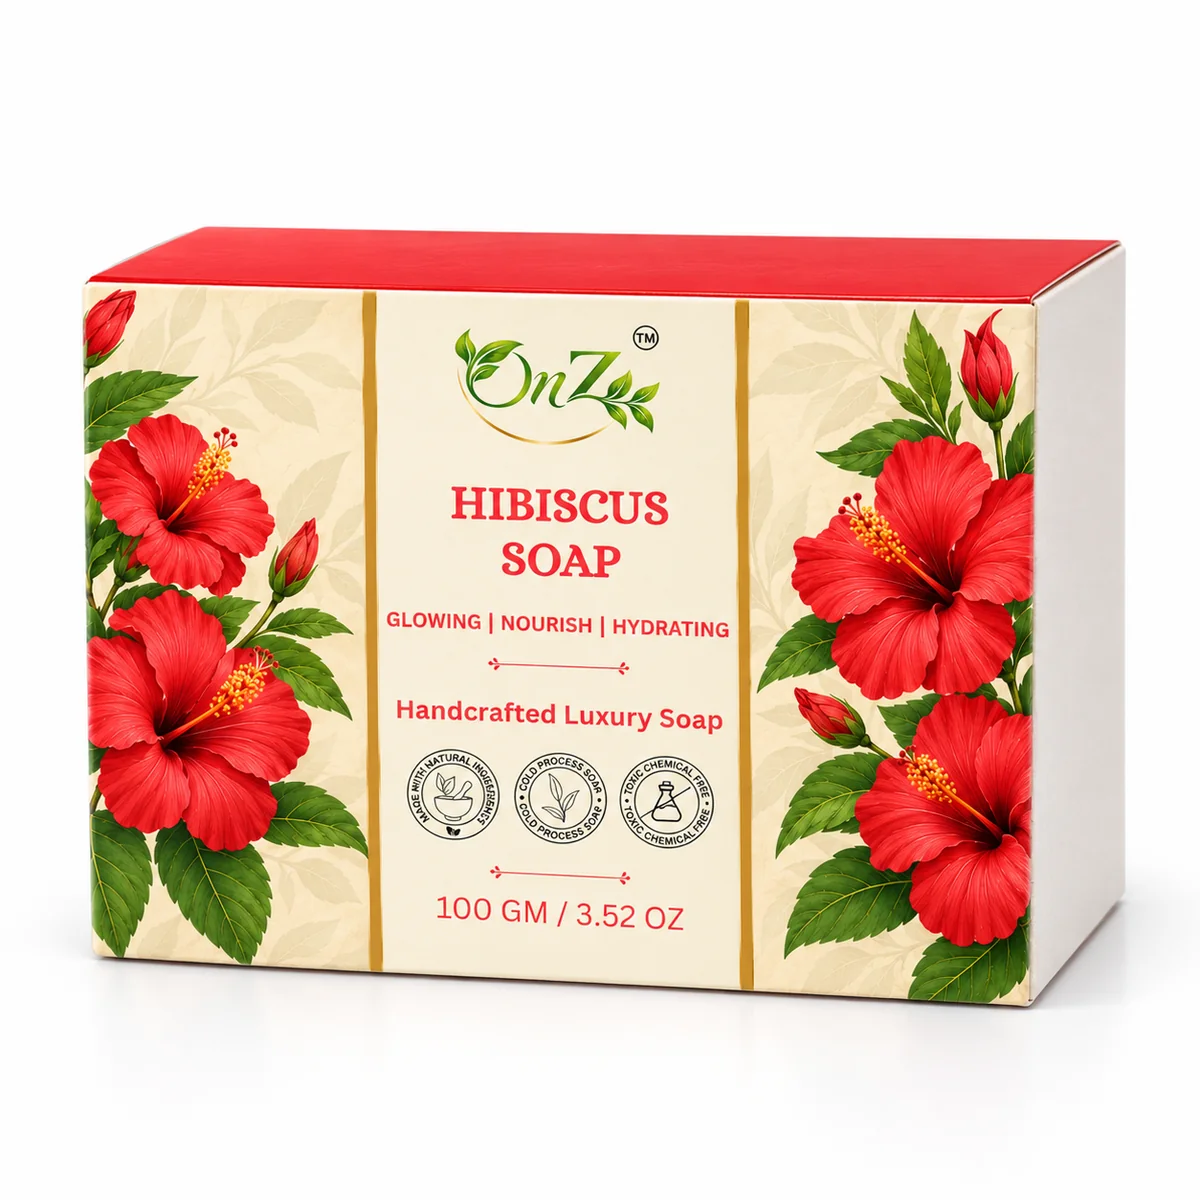 OnZee
TM
HIBISCUS
SOAP
GLOWING | NOURISH | HYDRATING
Handcrafted Luxury Soap
MADE WITH NATURAL INGREDIENTS
• COLD PROCESS SOAP • COLD PROCESS SOAP
• TOXIC CHEMICAL FREE • TOXIC CHEMICAL FREE
100 GM / 3.52 OZ